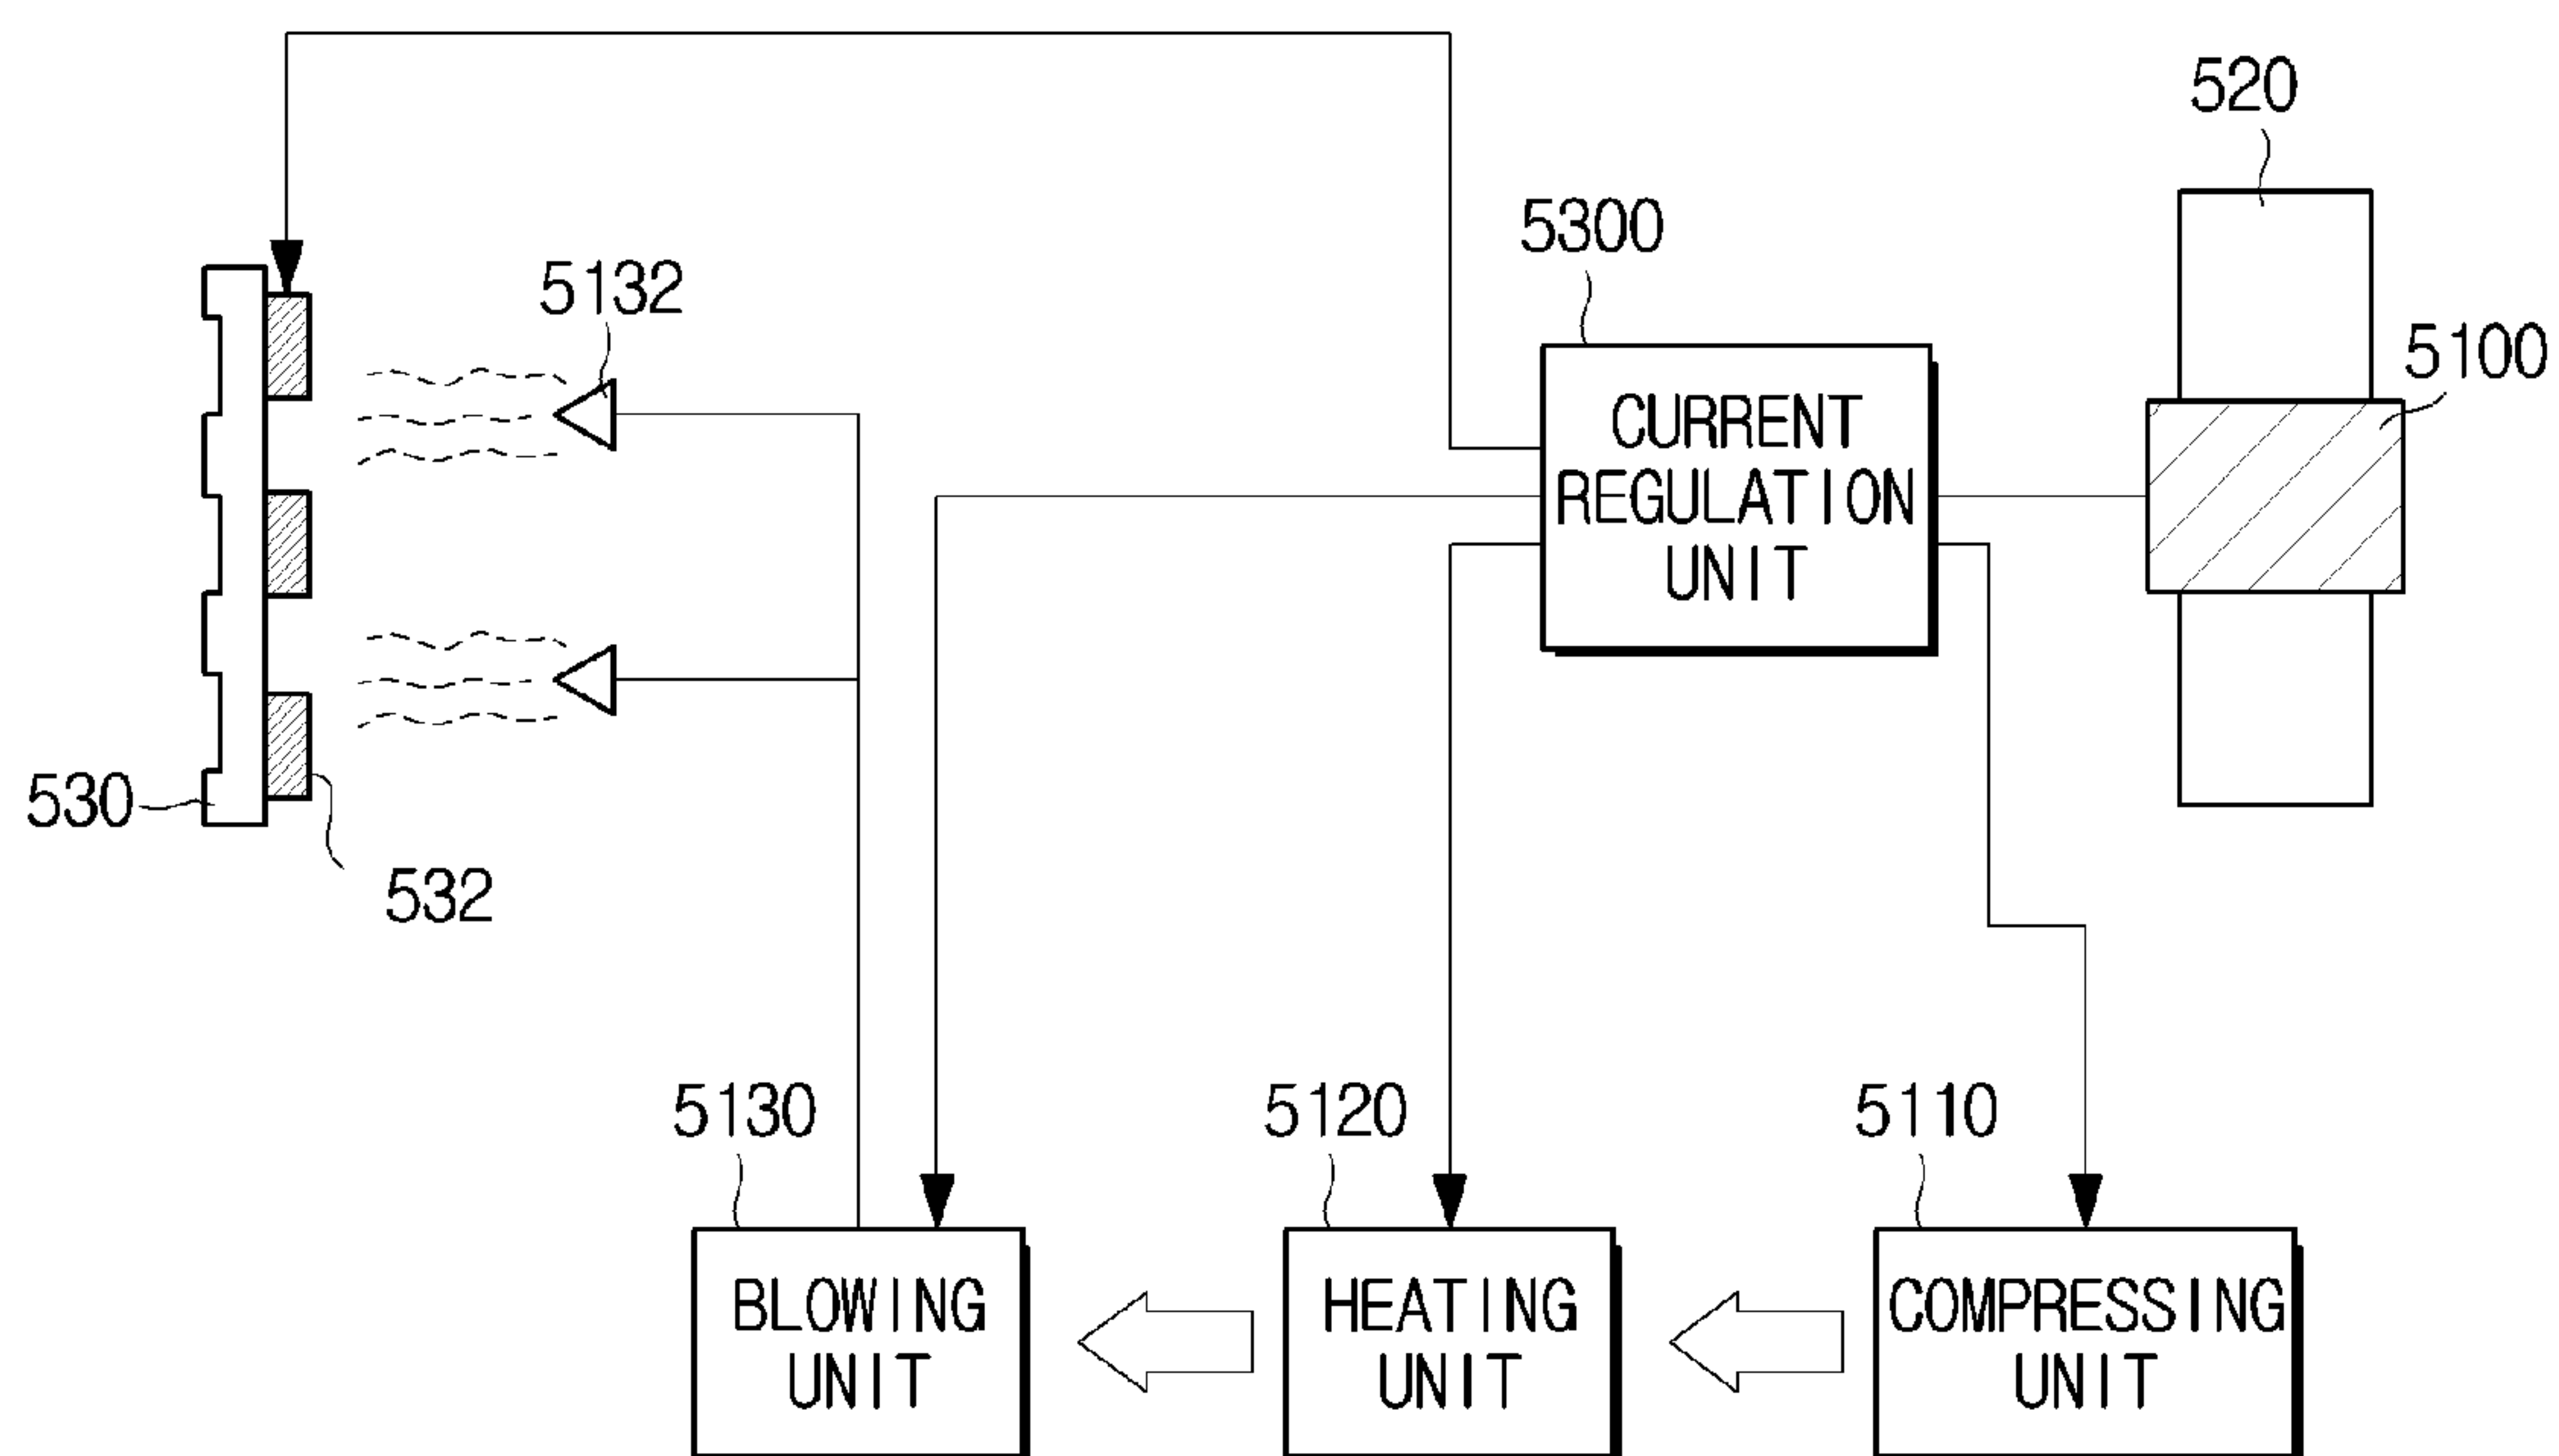 520
5300
5132
5100
CURRENT
REGULATION
UNIT
530
532
5130
5120
5110
BLOWING
UNIT
HEATING
UNIT
COMPRESSING
UNIT